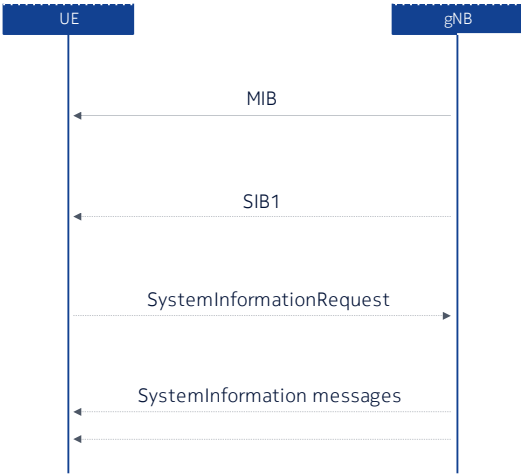 UE
gNB
MIB
SIB1
SystemInformationRequest
SystemInformation messages